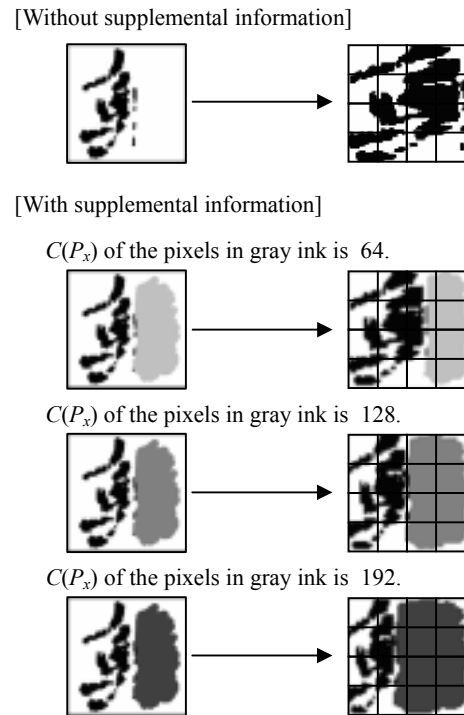 [Without supplemental information]
[With supplemental information]
C(Px) of the pixels in gray ink is 64.
C(Px) of the pixels in gray ink is 128.
C(Px) of the pixels in gray ink is 192.